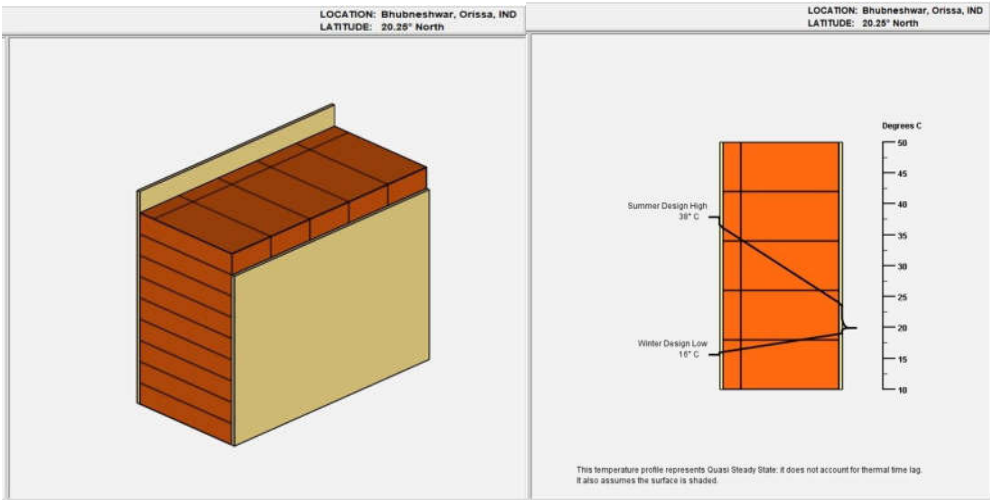 LOCATION: Bhubneshwar, Orissa, IND
LATITUDE: 20.25° North
LOCATION: Bhubneshwar, Orissa, IND
LATITUDE: 20.25° North
Degrees C
50
45
40
35
30
25
20
15
10
Summer Design High
38° C
Winter Design Low
16° C
This temperature profile represents Quasi Steady State: it does not account for thermal time lag.
It also assumes the surface is shaded.